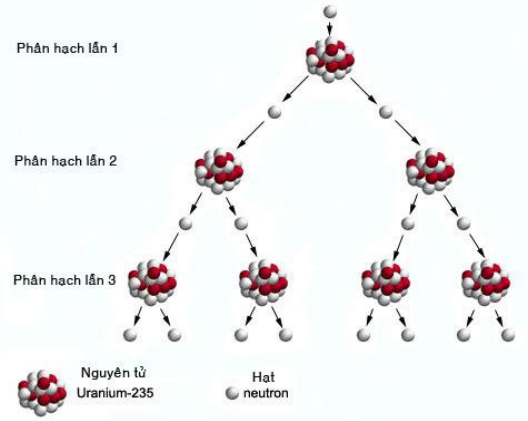 Phân hạch lần 1
Phân hạch lần 2
Phân hạch lần 3
Nguyên tử
Uranium-235
Hạt
neutron